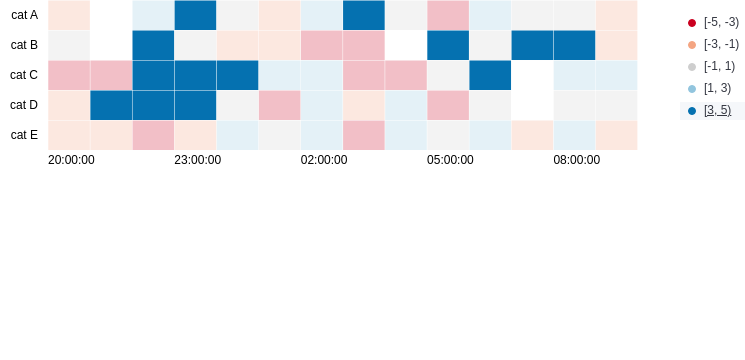 cat A
cat B
cat C
cat D
cat E
20:00:00 23:00:00 02:00:00 05:00:00 08:00:00
[-5, -3)
[-3, -1)
[-1, 1)
[1, 3)
[3, 5)